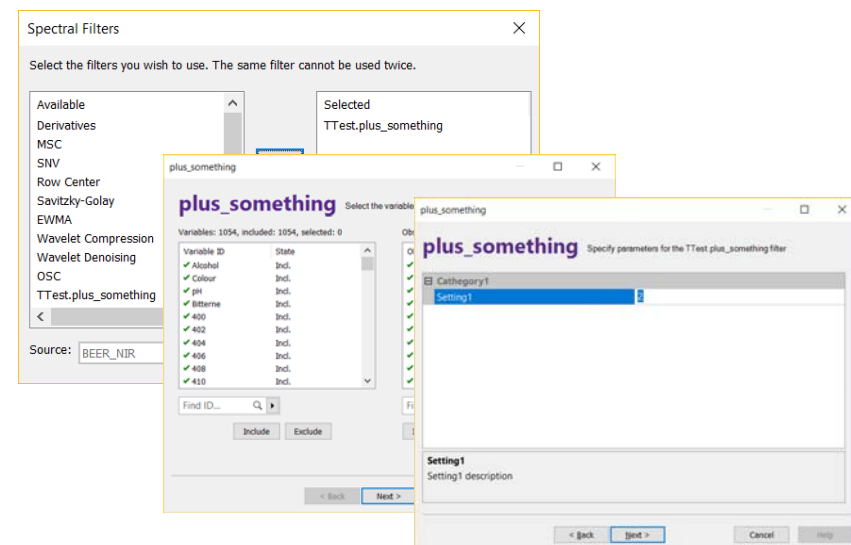 Spectral Filters
Select the filters you wish to use. The same filter cannot be used twice.
Available
Derivatives
MSC
SNV
Row Center
Savitzky-Golay
EWMA
Wavelet Compression
Wavelet Denoising
OSC
TTest.plus_something
Selected
TTest.plus_something
Source: BEER_NIR
plus_something
plus_something Select the variable
Variables: 1054, included: 1054, selected: 0
Variable ID State
Alcohol Incl.
Colour Incl.
pH Incl.
Bitterne Incl.
400 Incl.
402 Incl.
404 Incl.
406 Incl.
408 Incl.
410 Incl.
Find ID...
Include Exclude
< Back Next >
plus_something
plus_something Specify parameters for the TTest.plus_something filter
Cathegory1
Setting1 2
Setting1
Setting1 description
< Back Next > Cancel Help